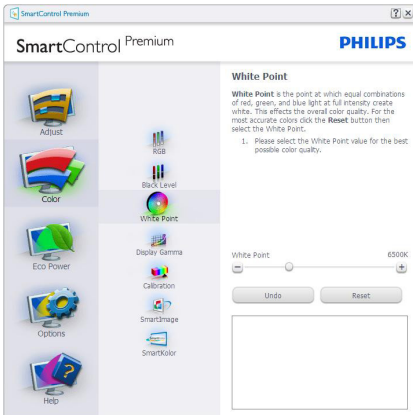 SmartControl Premium
SmartControl Premium
PHILIPS
Adjust
Color
Eco Power
Options
Help
RGB
Black Level
White Point
Display Gamma
Calibration
SmartImage
SmartKolor
White Point
White Point is the point at which equal combinations
of red, green, and blue light at full intensity create
white. This effects the overall color quality. For the
most accurate colors click the Reset button then
select the White Point.
1. Please select the White Point value for the best
possible color quality.
White Point 6500K
Undo Reset